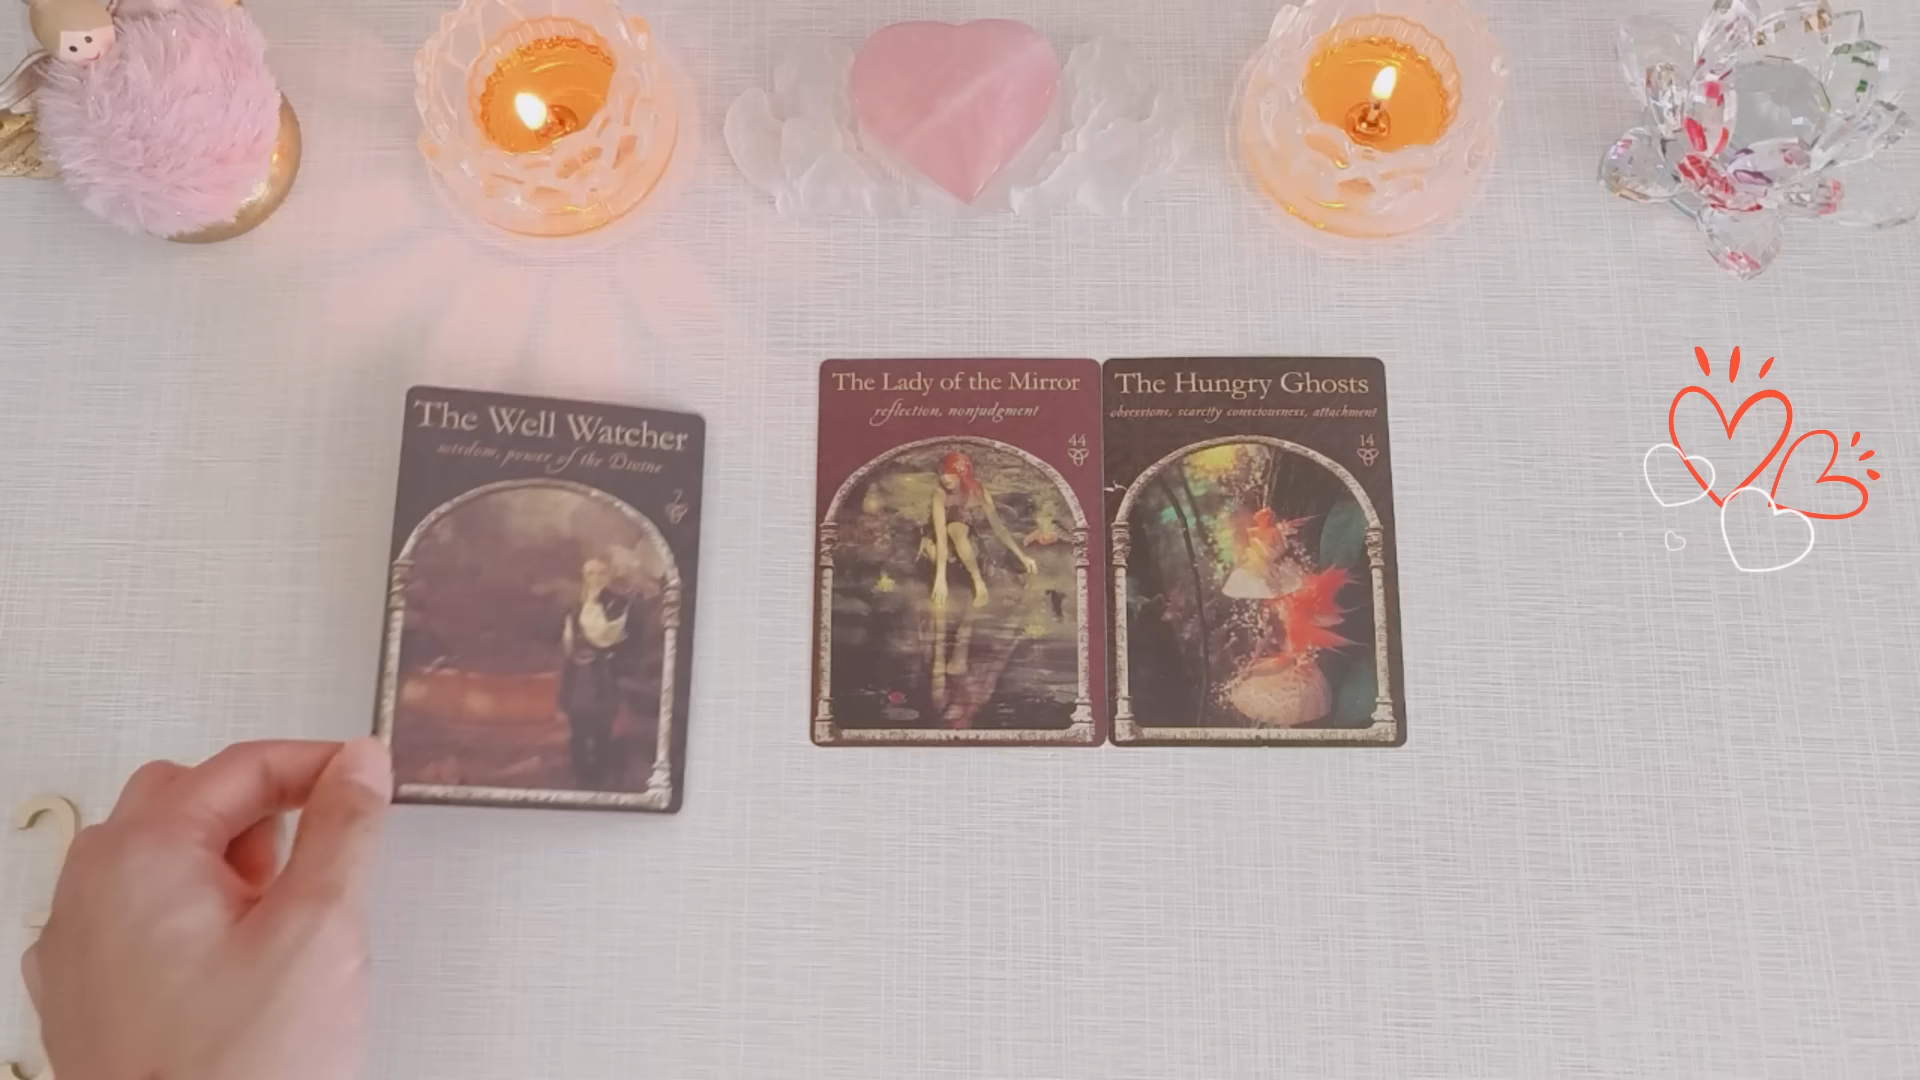 The Well Watcher
wisdom, power of the Divine
7
The Lady of the Mirror
reflection, nonjudgment
44
The Hungry Ghosts
obsessions, scarcity consciousness, attachment
14